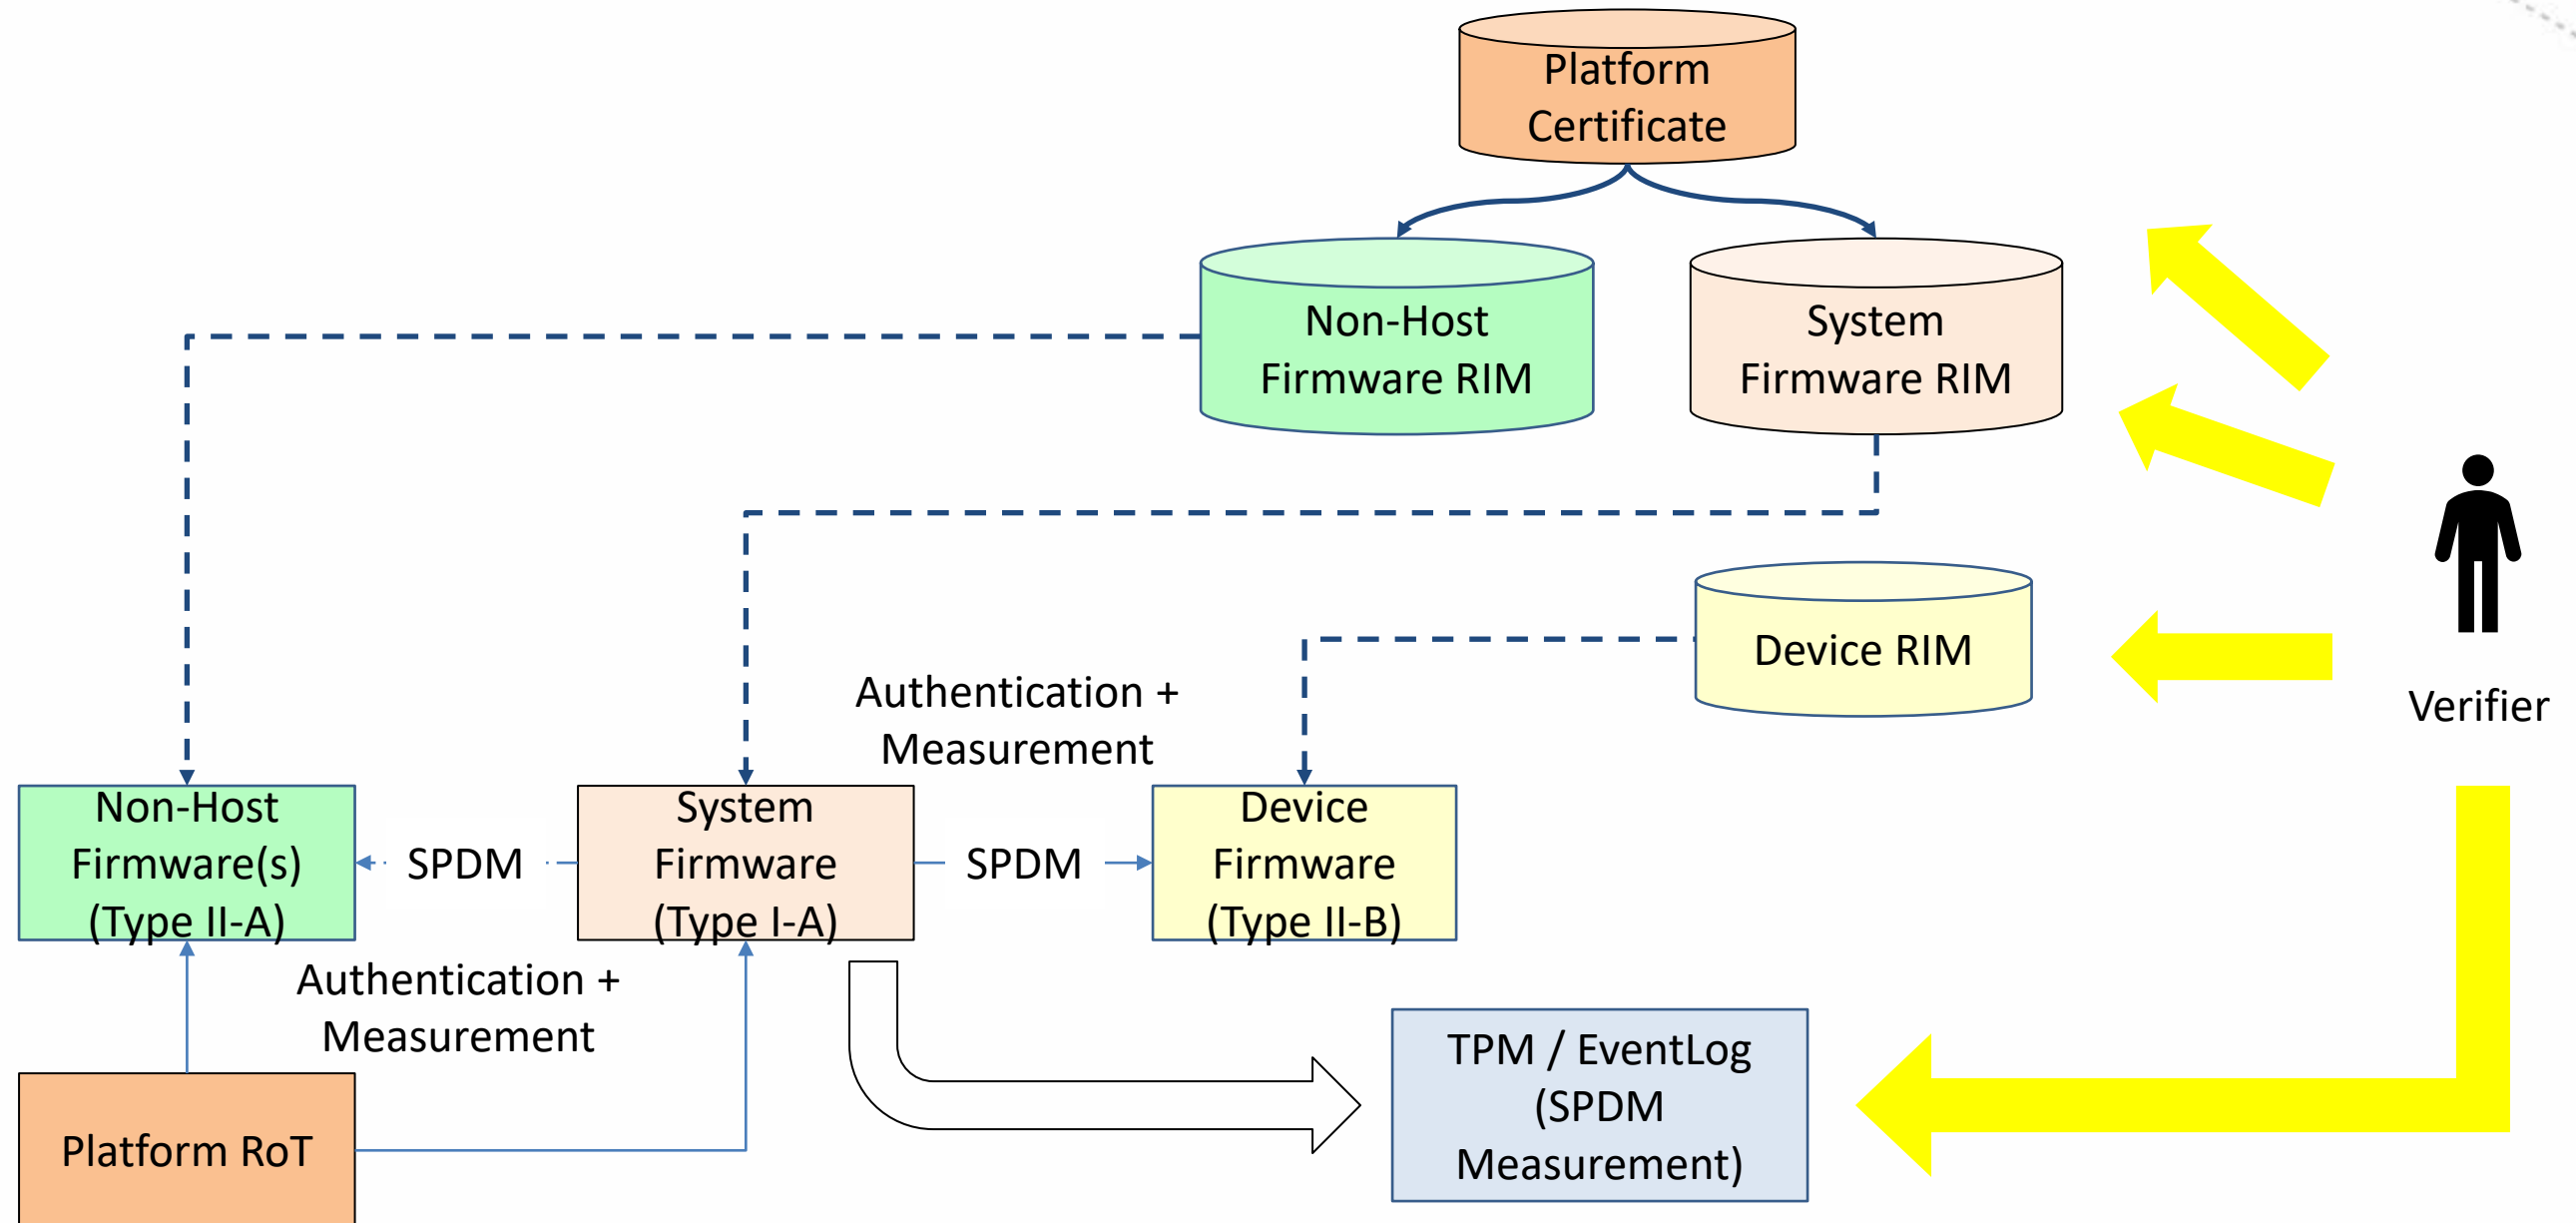 Platform
Certificate
Non-Host
Firmware RIM
System
Firmware RIM
Device RIM
Verifier
Authentication +
Measurement
Non-Host
Firmware(s)
(Type II-A)
SPDM
System
Firmware
(Type I-A)
SPDM
Device
Firmware
(Type II-B)
Authentication +
Measurement
Platform RoT
TPM / EventLog
(SPDM
Measurement)